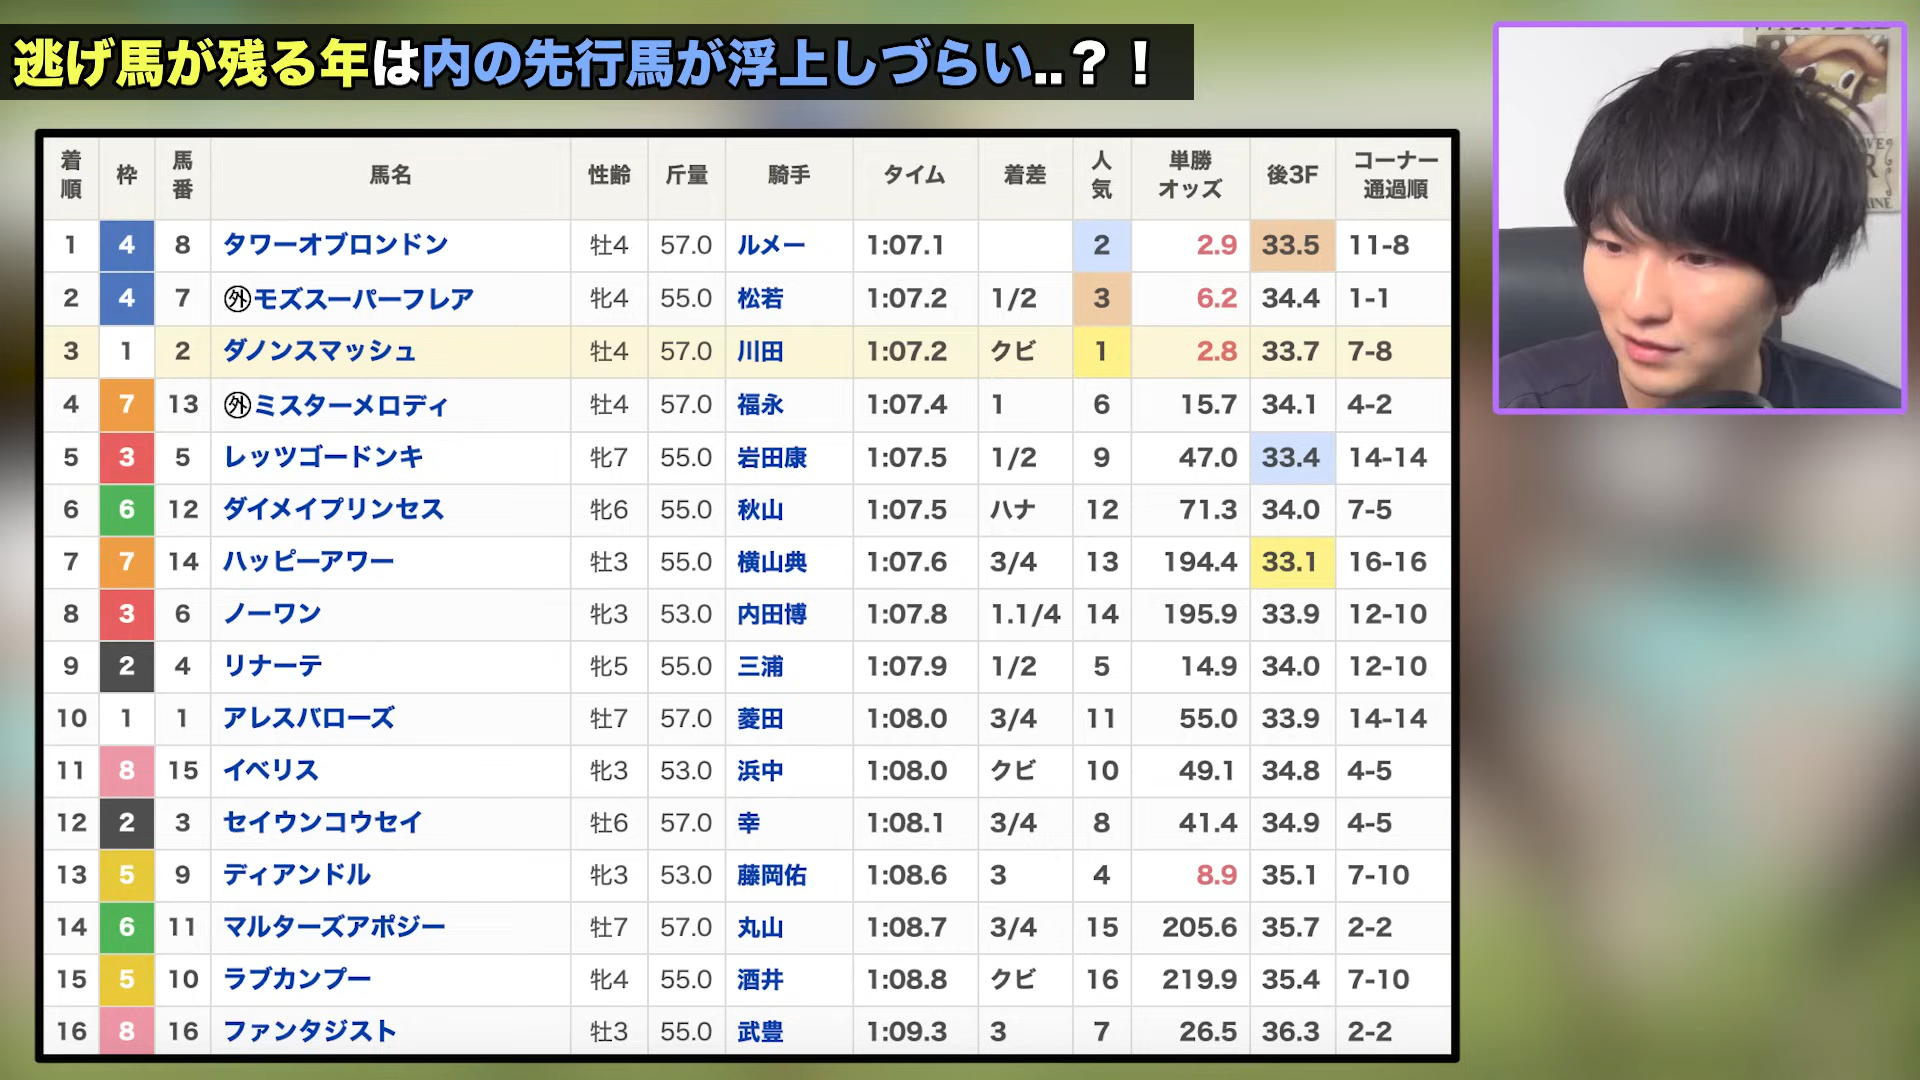 逃げ馬が残る年は内の先行馬が浮上しづらい..？！
着順 枠 馬番 馬名 性齢 斤量 騎手 タイム 着差 人気 単勝オッズ 後3F コーナー通過順
1 4 8 タワーオブロンドン 牡4 57.0 ルメー 1:07.1 2 2.9 33.5 11-8
2 4 7 外モズスーパーフレア 牝4 55.0 松若 1:07.2 1/2 3 6.2 34.4 1-1
3 1 2 ダノンスマッシュ 牡4 57.0 川田 1:07.2 クビ 1 2.8 33.7 7-8
4 7 13 外ミスターメロディ 牡4 57.0 福永 1:07.4 1 6 15.7 34.1 4-2
5 3 5 レッツゴードンキ 牝7 55.0 岩田康 1:07.5 1/2 9 47.0 33.4 14-14
6 6 12 ダイメイプリンセス 牝6 55.0 秋山 1:07.5 ハナ 12 71.3 34.0 7-5
7 7 14 ハッピーアワー 牡3 55.0 横山典 1:07.6 3/4 13 194.4 33.1 16-16
8 3 6 ノーワン 牝3 53.0 内田博 1:07.8 1.1/4 14 195.9 33.9 12-10
9 2 4 リナーテ 牝5 55.0 三浦 1:07.9 1/2 5 14.9 34.0 12-10
10 1 1 アレスバローズ 牡7 57.0 菱田 1:08.0 3/4 11 55.0 33.9 14-14
11 8 15 イベリス 牝3 53.0 浜中 1:08.0 クビ 10 49.1 34.8 4-5
12 2 3 セイウンコウセイ 牡6 57.0 幸 1:08.1 3/4 8 41.4 34.9 4-5
13 5 9 ディアンドル 牝3 53.0 藤岡佑 1:08.6 3 4 8.9 35.1 7-10
14 6 11 マルターズアポジー 牡7 57.0 丸山 1:08.7 3/4 15 205.6 35.7 2-2
15 5 10 ラブカンプー 牝4 55.0 酒井 1:08.8 クビ 16 219.9 35.4 7-10
16 8 16 ファンタジスト 牡3 55.0 武豊 1:09.3 3 7 26.5 36.3 2-2